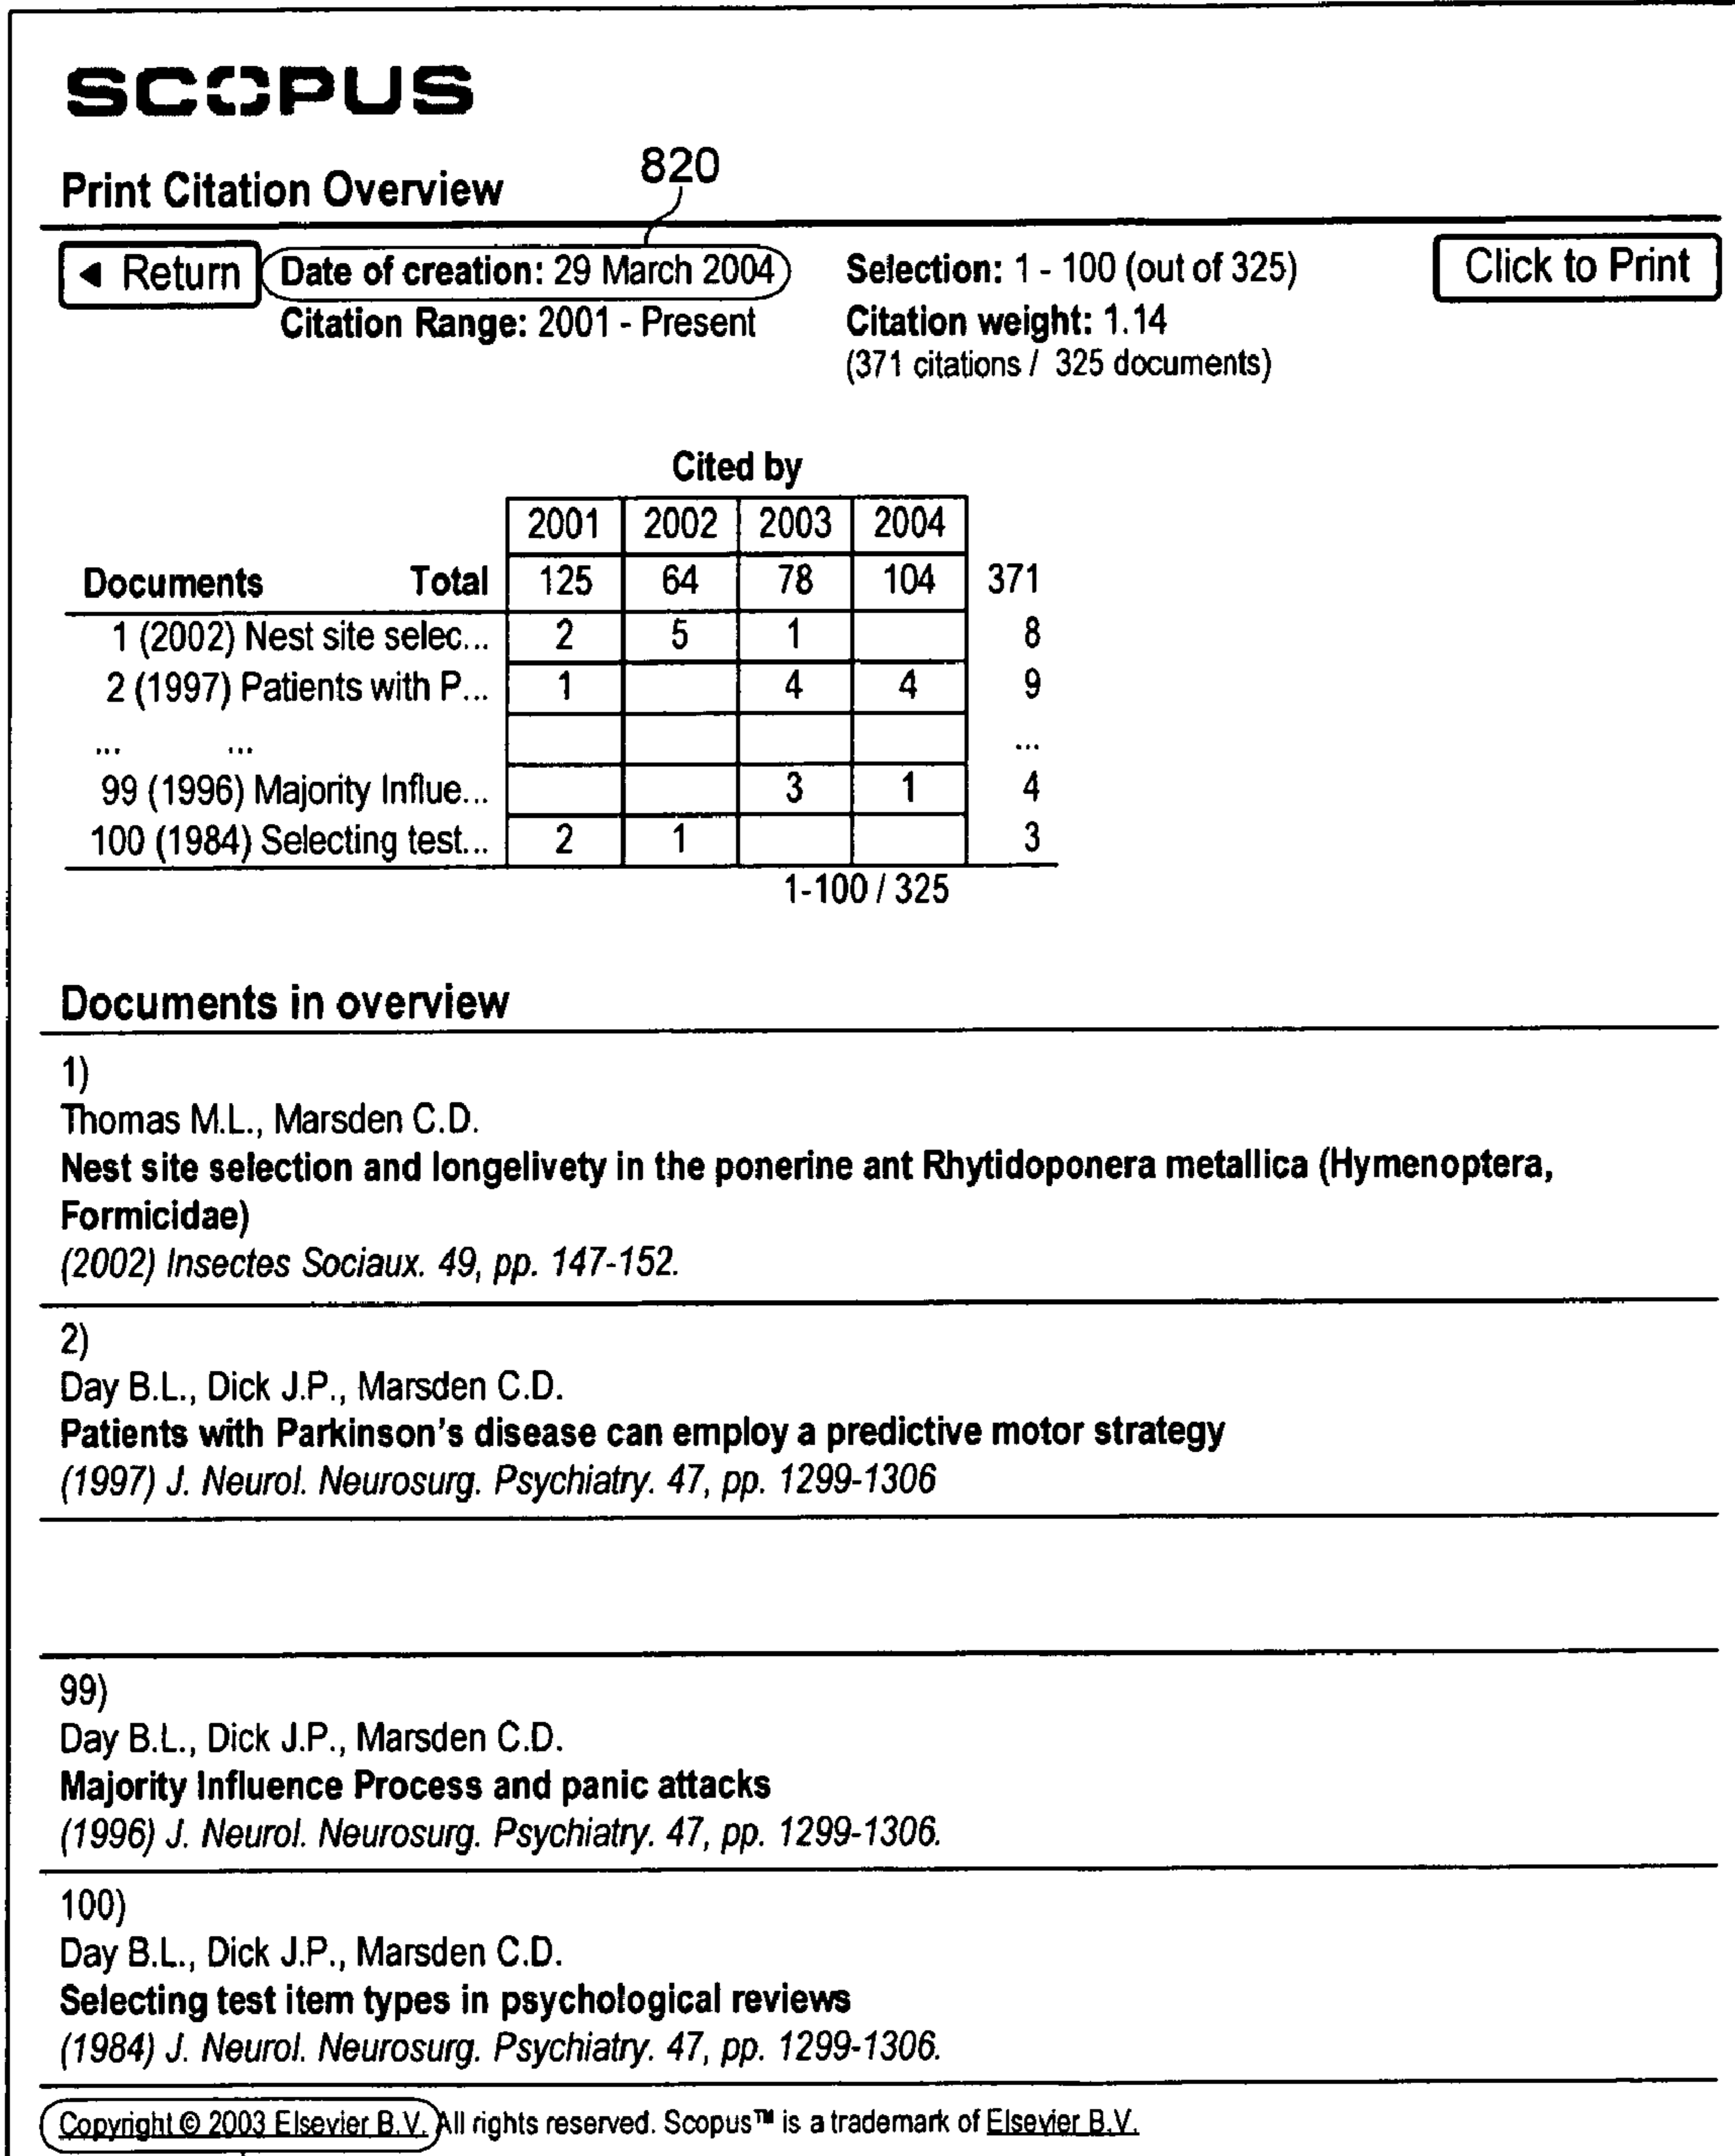 SCOPUS
820
Print Citation Overview
◄ Return Date of creation: 29 March 2004 Selection: 1 - 100 (out of 325) Click to Print
Citation Range: 2001 - Present Citation weight: 1.14
(371 citations / 325 documents)
Cited by
2001 2002 2003 2004
Documents Total 125 64 78 104 371
1 (2002) Nest site selec... 2 5 1 8
2 (1997) Patients with P... 1 4 4 9
... ... ...
99 (1996) Majority Influe... 3 1 4
100 (1984) Selecting test... 2 1 3
1-100 / 325
Documents in overview
1)
Thomas M.L., Marsden C.D.
Nest site selection and longelivety in the ponerine ant Rhytidoponera metallica (Hymenoptera,
Formicidae)
(2002) Insectes Sociaux. 49, pp. 147-152.
2)
Day B.L., Dick J.P., Marsden C.D.
Patients with Parkinson's disease can employ a predictive motor strategy
(1997) J. Neurol. Neurosurg. Psychiatry. 47, pp. 1299-1306
99)
Day B.L., Dick J.P., Marsden C.D.
Majority Influence Process and panic attacks
(1996) J. Neurol. Neurosurg. Psychiatry. 47, pp. 1299-1306.
100)
Day B.L., Dick J.P., Marsden C.D.
Selecting test item types in psychological reviews
(1984) J. Neurol. Neurosurg. Psychiatry. 47, pp. 1299-1306.
Copyright © 2003 Elsevier B.V. All rights reserved. Scopus™ is a trademark of Elsevier B.V.